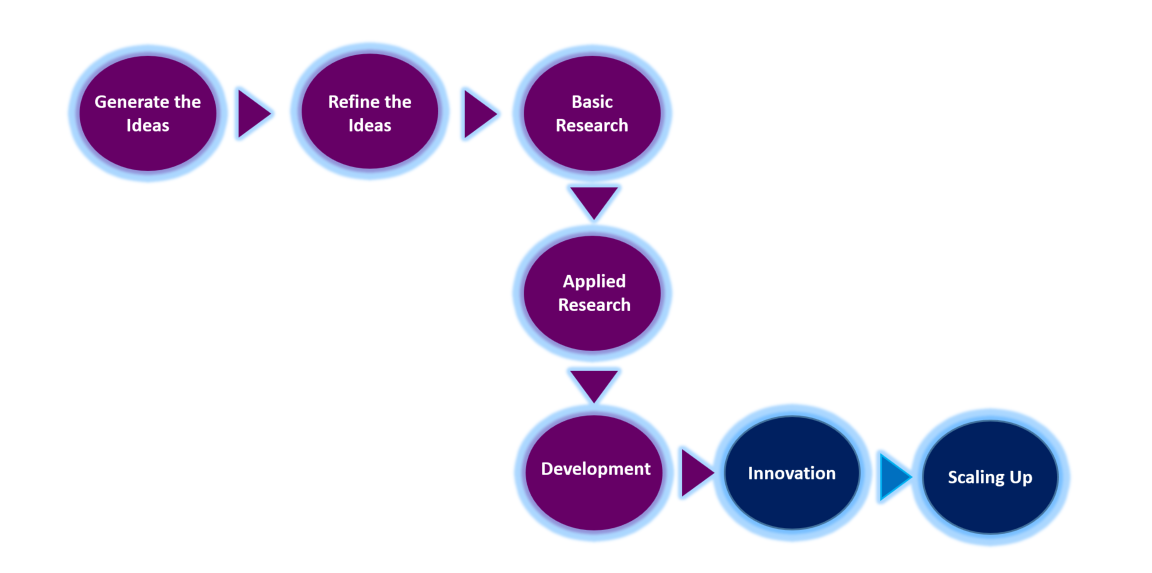 Generate the
Ideas
Refine the
Ideas
Basic
Research
Applied
Research
Development
Innovation
Scaling Up